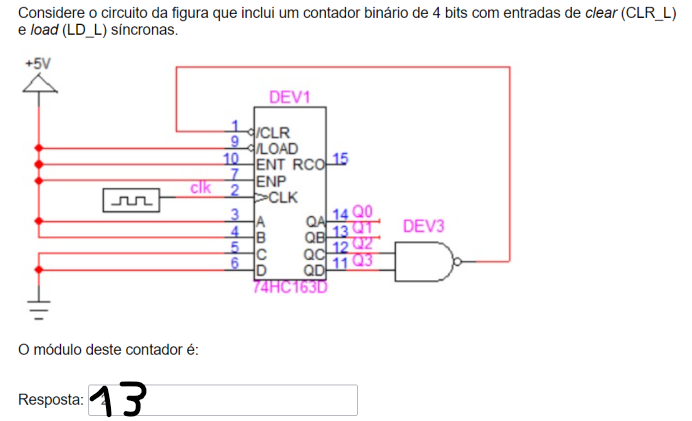 Considere o circuito da figura que inclui um contador binário de 4 bits com entradas de clear (CLR_L)
e load (LD_L) síncronas.
+5V
DEV1
1 /CLR
9 /LOAD
10 ENT RCO 15
7 ENP
clk 2 >CLK
3 A QA 14 Q0
4 B QB 13 Q1 DEV3
5 C QC 12 Q2
6 D QD 11 Q3
74HC163D
O módulo deste contador é:
Resposta: 13